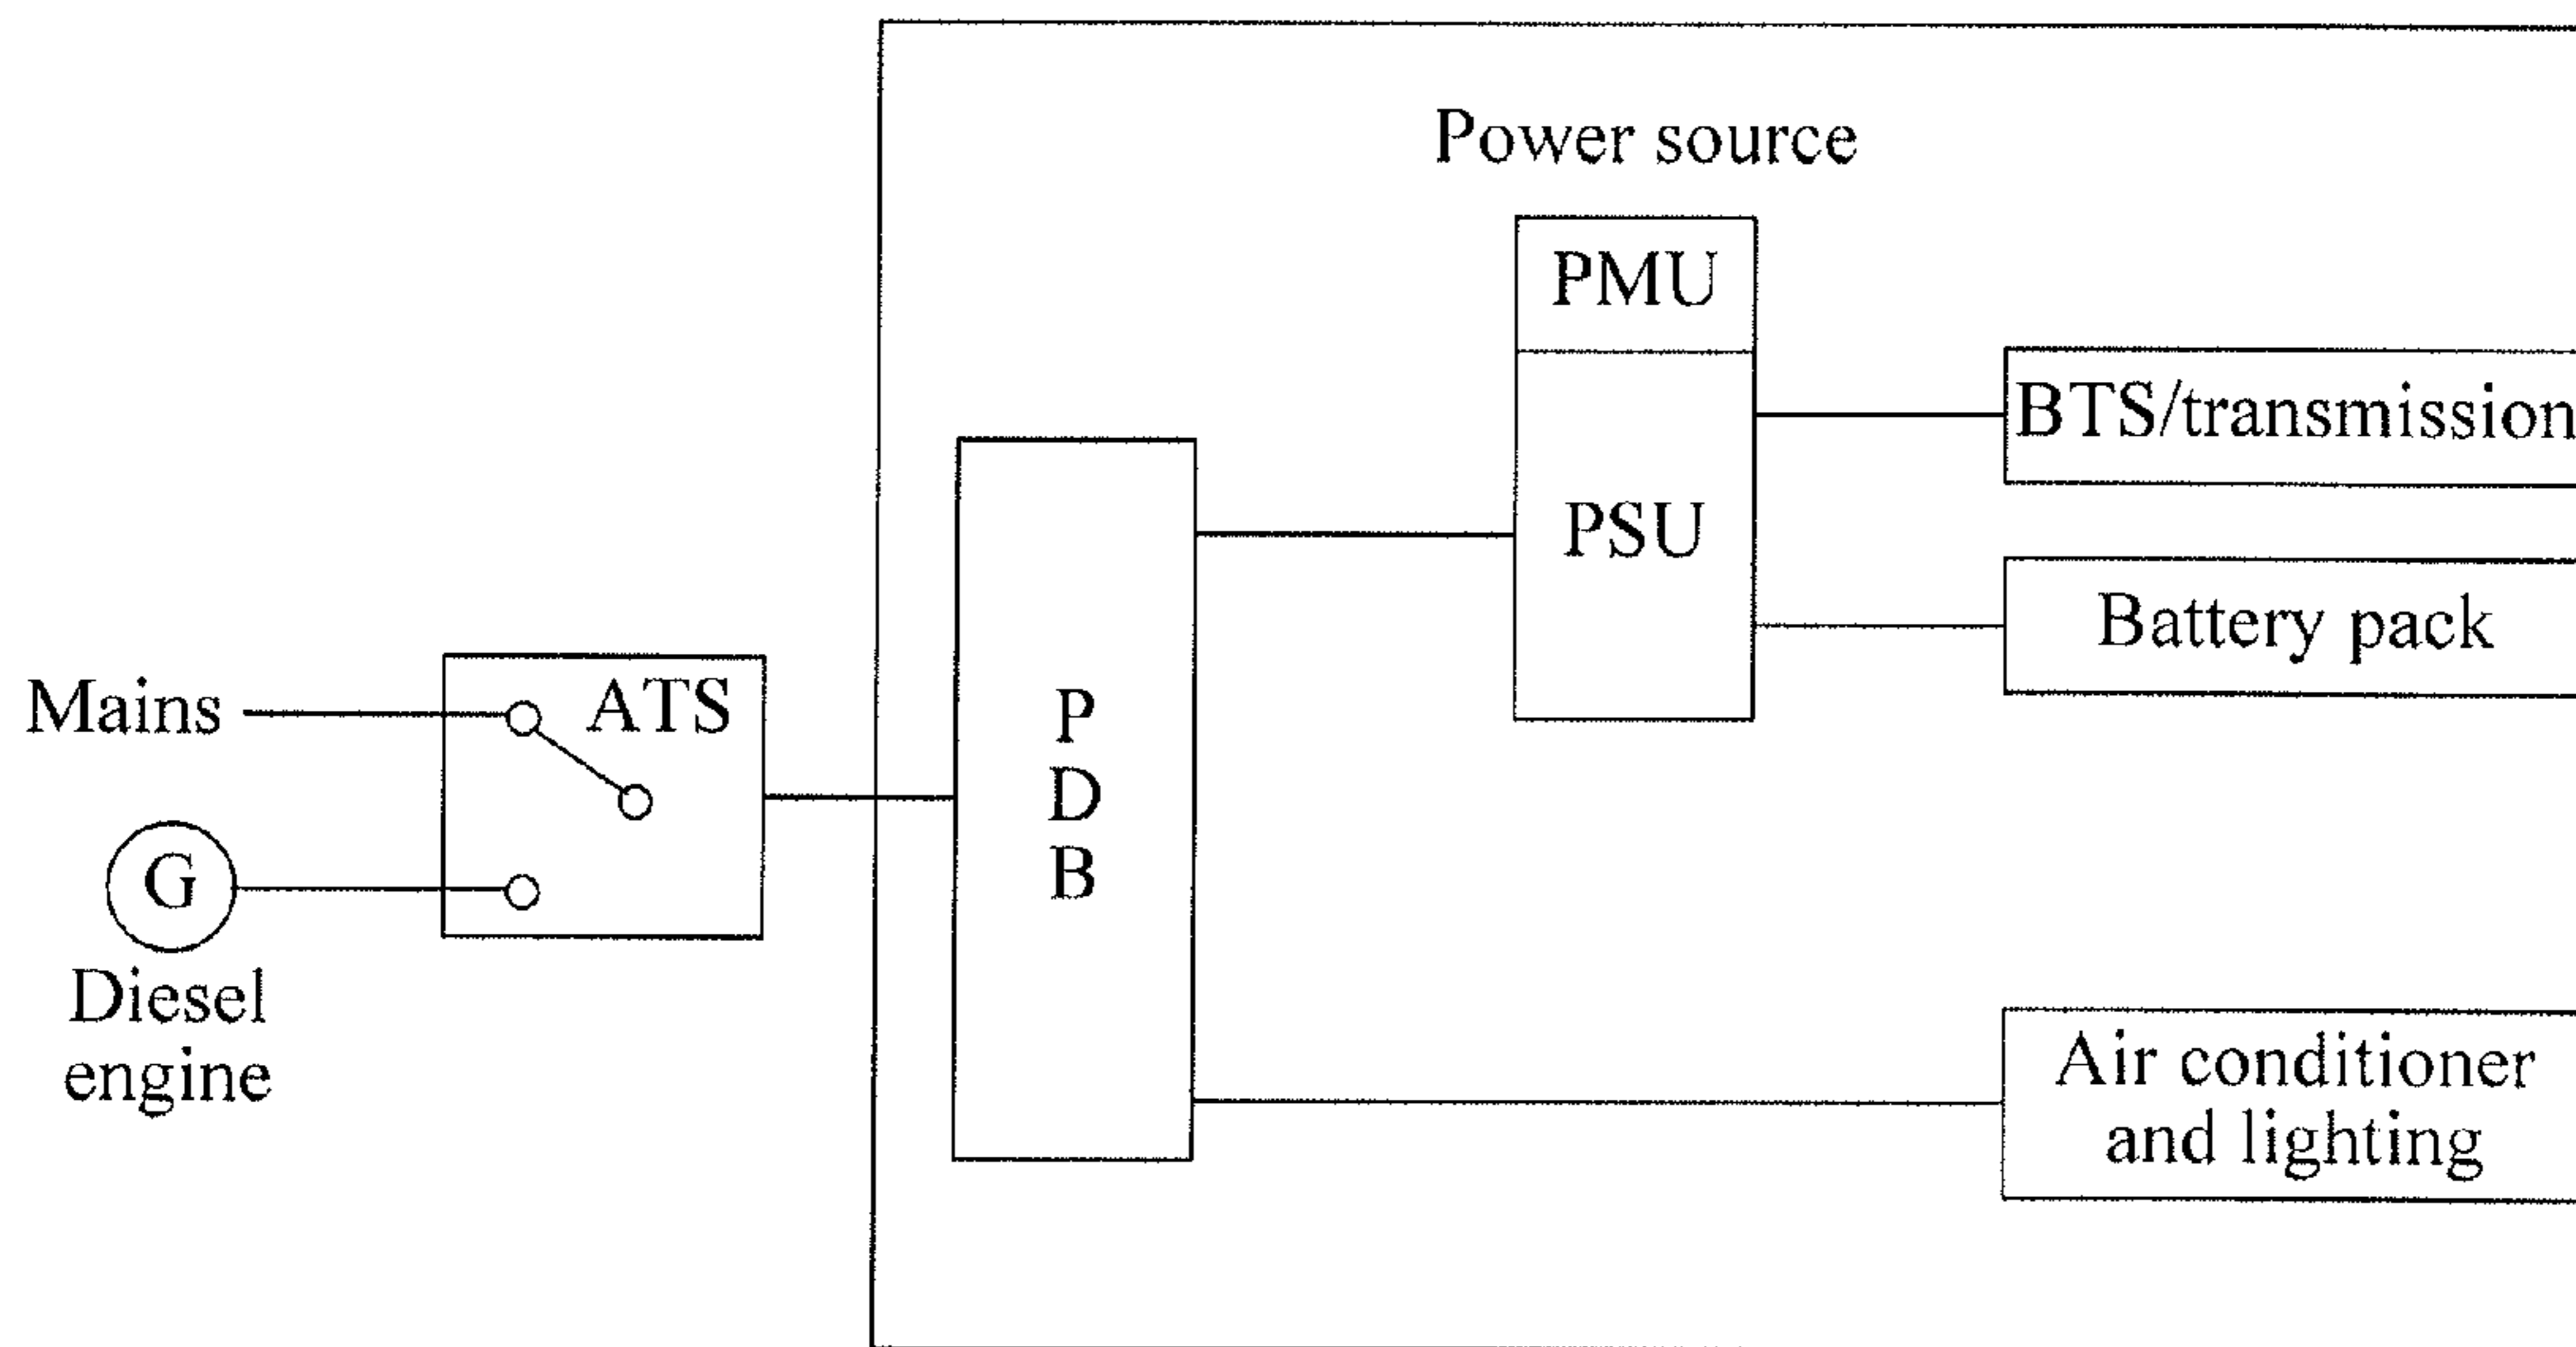 Power source
PMU
PSU
BTS/transmission
Battery pack
Mains
ATS
G
Diesel
engine
P
D
B
Air conditioner
and lighting